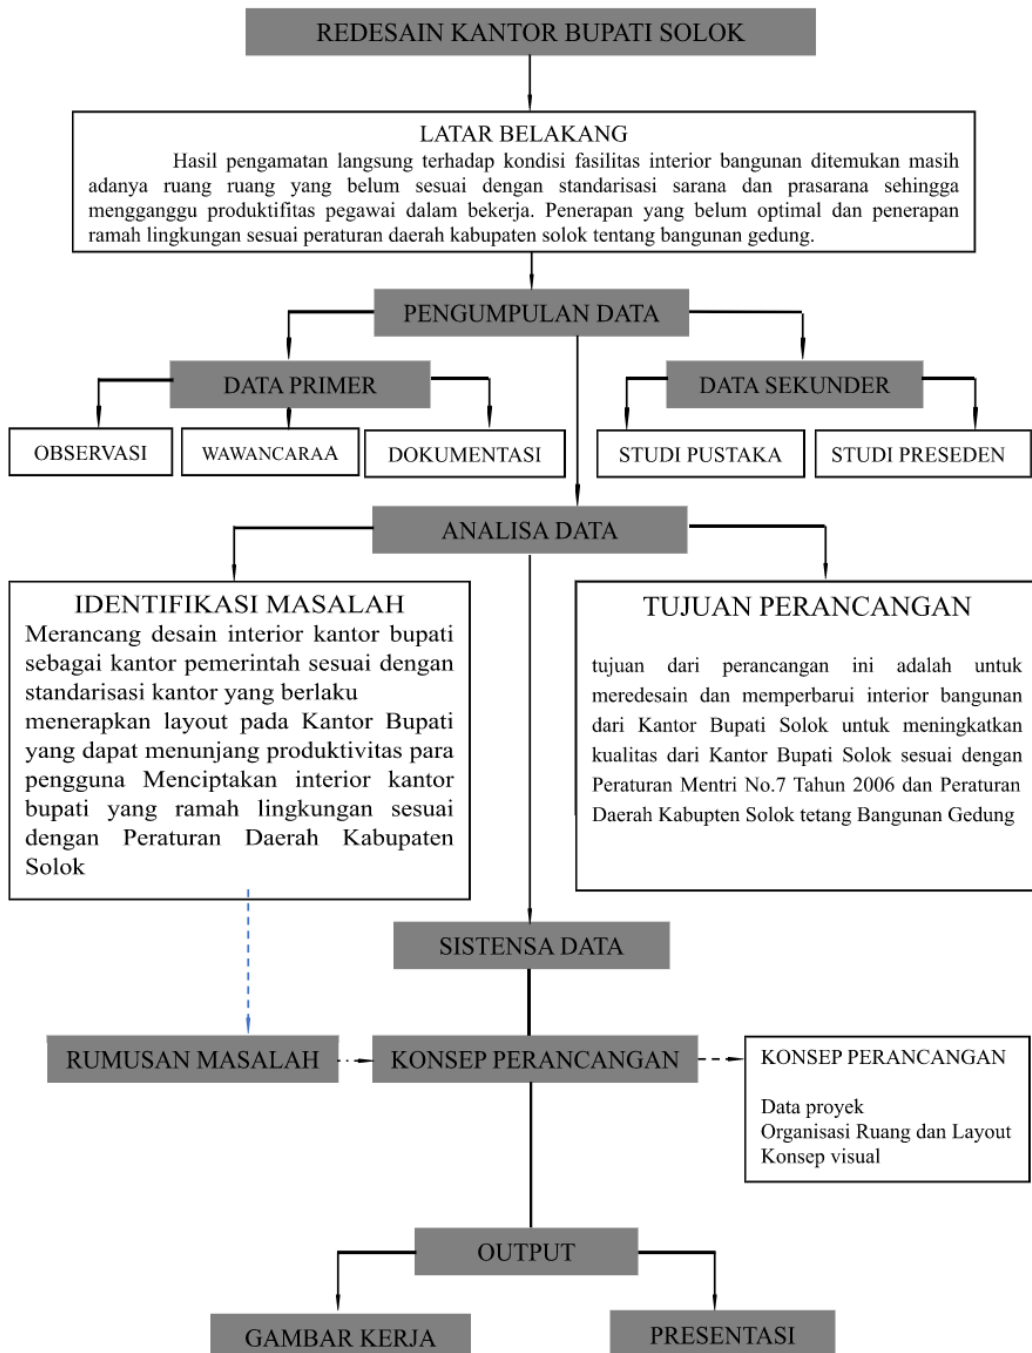 REDESAIN KANTOR BUPATI SOLOK
LATAR BELAKANG
Hasil pengamatan langsung terhadap kondisi fasilitas interior bangunan ditemukan masih
adanya ruang ruang yang belum sesuai dengan standarisasi sarana dan prasarana sehingga
mengganggu produktifitas pegawai dalam bekerja. Penerapan yang belum optimal dan penerapan
ramah lingkungan sesuai peraturan daerah kabupaten solok tentang bangunan gedung.
PENGUMPULAN DATA
DATA PRIMER
DATA SEKUNDER
OBSERVASI
WAWANCARAA
DOKUMENTASI
STUDI PUSTAKA
STUDI PRESEDEN
ANALISA DATA
IDENTIFIKASI MASALAH
Merancang desain interior kantor bupati
sebagai kantor pemerintah sesuai dengan
standarisasi kantor yang berlaku
menerapkan layout pada Kantor Bupati
yang dapat menunjang produktivitas para
pengguna Menciptakan interior kantor
bupati yang ramah lingkungan sesuai
dengan Peraturan Daerah Kabupaten
Solok
TUJUAN PERANCANGAN
tujuan dari perancangan ini adalah untuk
meredesain dan memperbarui interior bangunan
dari Kantor Bupati Solok untuk meningkatkan
kualitas dari Kantor Bupati Solok sesuai dengan
Peraturan Mentri No.7 Tahun 2006 dan Peraturan
Daerah Kabupten Solok tetang Bangunan Gedung
SISTENSA DATA
RUMUSAN MASALAH
KONSEP PERANCANGAN
KONSEP PERANCANGAN
Data proyek
Organisasi Ruang dan Layout
Konsep visual
OUTPUT
GAMBAR KERJA
PRESENTASI